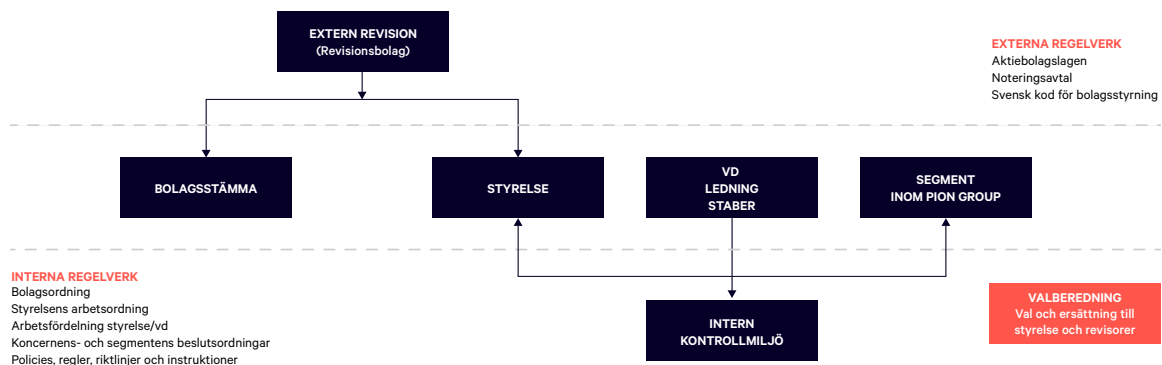 EXTERN REVISION
(Revisionsbolag)
EXTERNA REGELVERK
Aktiebolagslagen
Noteringsavtal
Svensk kod för bolagsstyrning
BOLAGSSTÄMMA
STYRELSE
VD
LEDNING
STABER
SEGMENT
INOM PION GROUP
INTERNA REGELVERK
Bolagsordning
Styrelsens arbetsordning
Arbetsfördelning styrelse/vd
Koncernens- och segmentens beslutsordningar
Policies, regler, riktlinjer och instruktioner
INTERN
KONTROLLMILJÖ
VALBEREDNING
Val och ersättning till
styrelse och revisorer